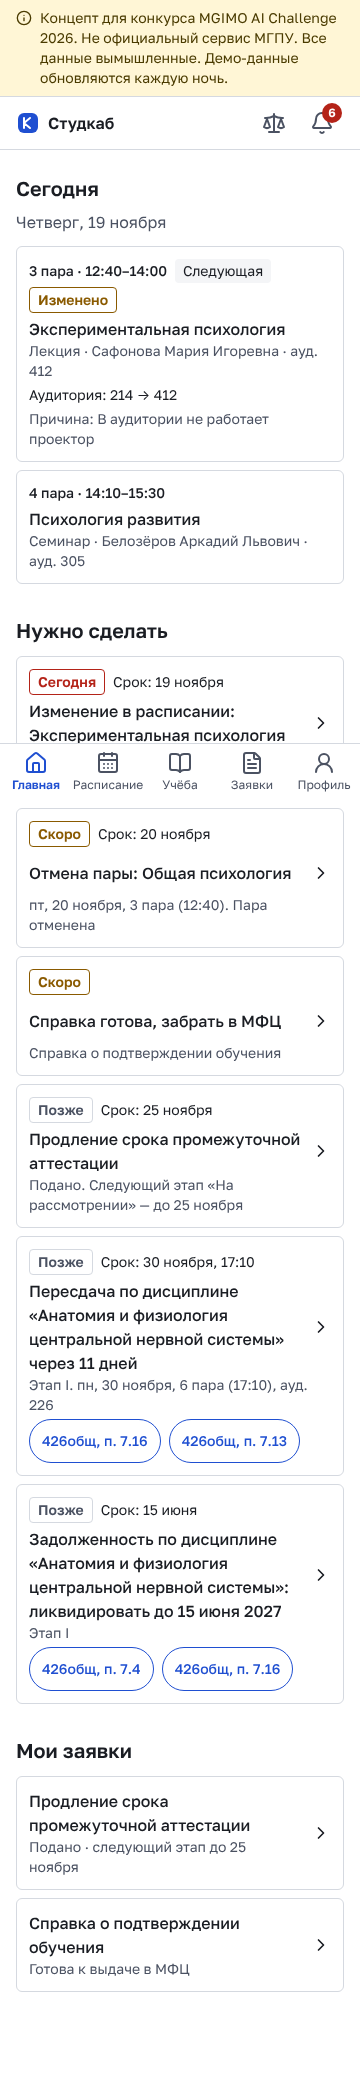 Концепт для конкурса MGIMO AI Challenge
2026. Не официальный сервис МГПУ. Все
данные вымышленные. Демо-данные
обновляются каждую ночь.
Студкаб
6
Сегодня
Четверг, 19 ноября
3 пара · 12:40–14:00 Следующая
Изменено
Экспериментальная психология
Лекция · Сафонова Мария Игоревна · ауд.
412
Аудитория: 214 → 412
Причина: В аудитории не работает
проектор
4 пара · 14:10–15:30
Психология развития
Семинар · Белозёров Аркадий Львович ·
ауд. 305
Нужно сделать
Сегодня Срок: 19 ноября
Изменение в расписании:
Экспериментальная психология
Главная Расписание Учёба Заявки Профиль
Скоро Срок: 20 ноября
Отмена пары: Общая психология
пт, 20 ноября, 3 пара (12:40). Пара
отменена
Скоро
Справка готова, забрать в МФЦ
Справка о подтверждении обучения
Позже Срок: 25 ноября
Продление срока промежуточной
аттестации
Подано. Следующий этап «На
рассмотрении» — до 25 ноября
Позже Срок: 30 ноября, 17:10
Пересдача по дисциплине
«Анатомия и физиология
центральной нервной системы»
через 11 дней
Этап I. пн, 30 ноября, 6 пара (17:10), ауд.
226
426общ, п. 7.16 426общ, п. 7.13
Позже Срок: 15 июня
Задолженность по дисциплине
«Анатомия и физиология
центральной нервной системы»:
ликвидировать до 15 июня 2027
Этап I
426общ, п. 7.4 426общ, п. 7.16
Мои заявки
Продление срока
промежуточной аттестации
Подано · следующий этап до 25
ноября
Справка о подтверждении
обучения
Готова к выдаче в МФЦ